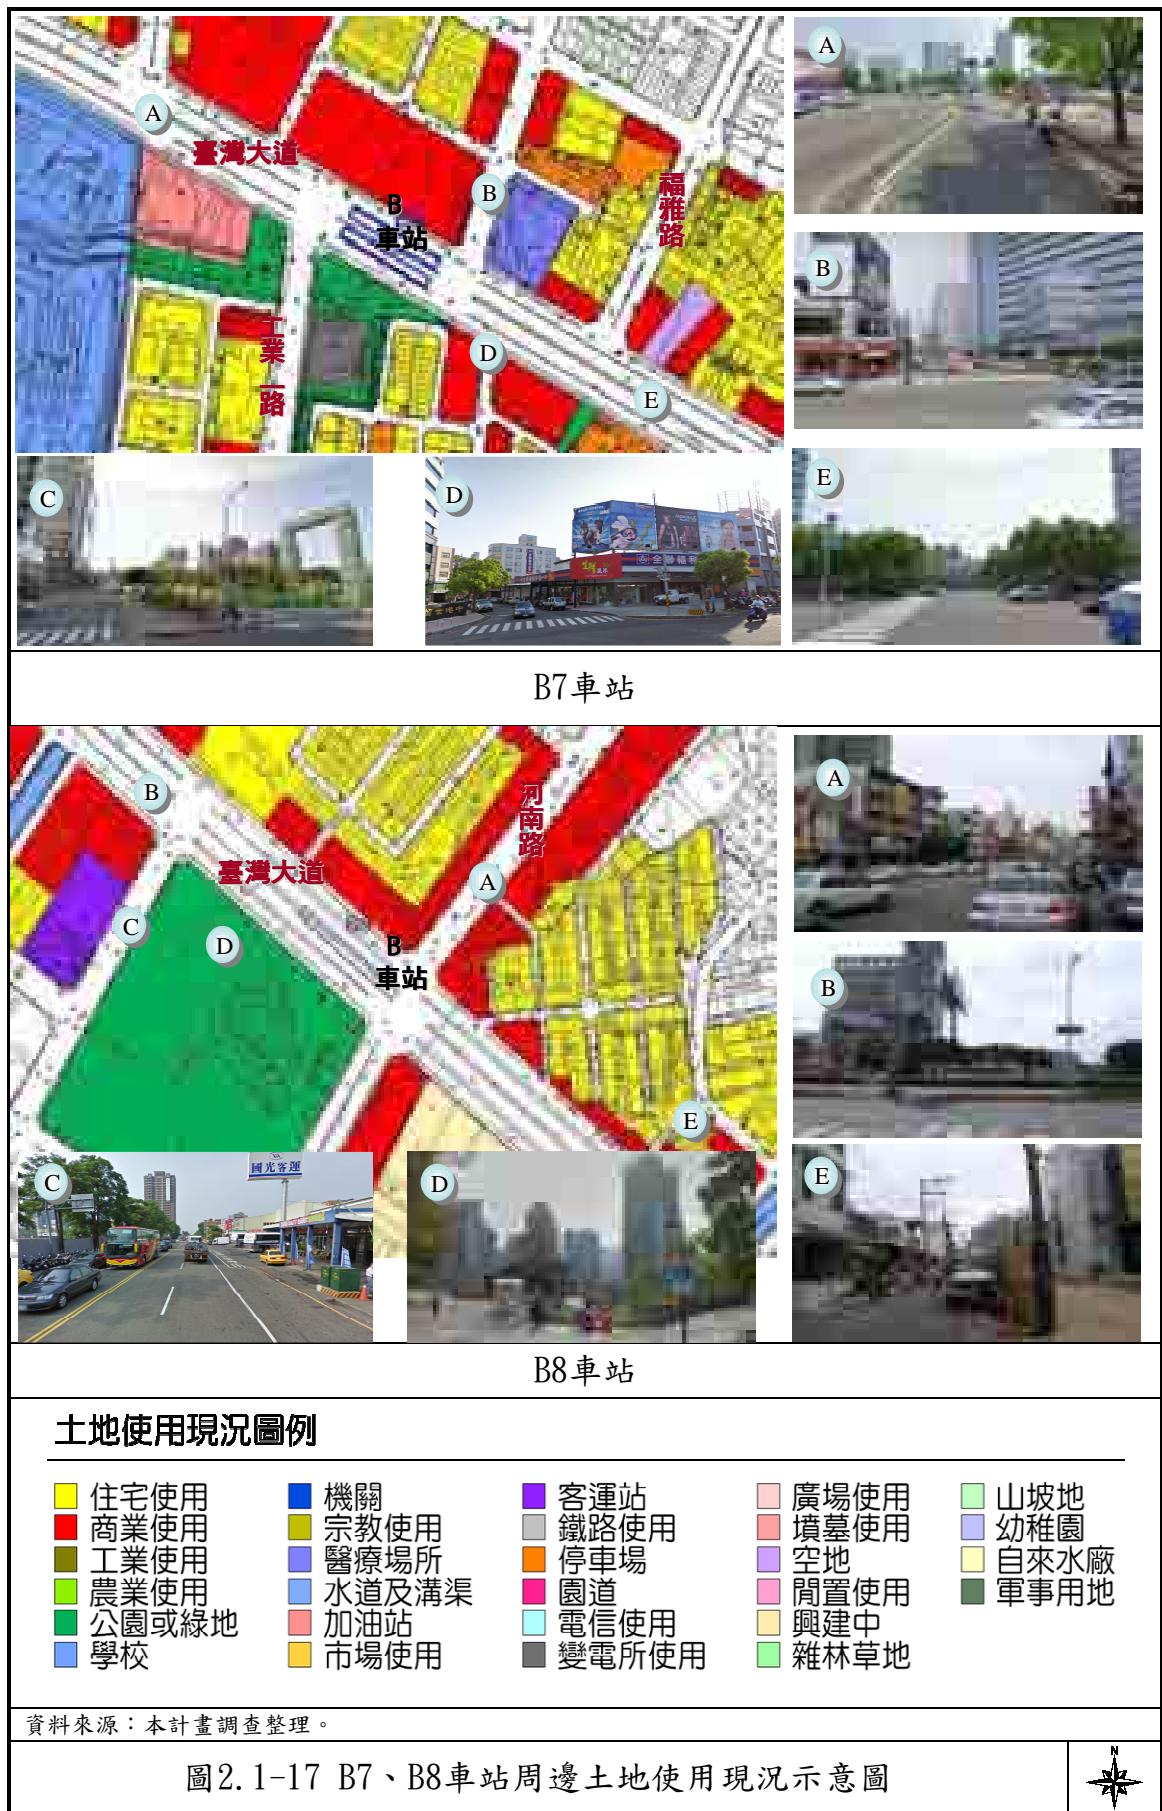 A
臺灣大道
B
B
車站
福雅路
工業一路
D
E
A
B
C
D
全聯福利
E
B7車站
B
河南路
臺灣大道
A
C
D
B
車站
E
A
B
C
國光客運
D
E
B8車站
土地使用現況圖例
住宅使用 機關 客運站 廣場使用 山坡地
商業使用 宗教使用 鐵路使用 墳墓使用 幼稚園
工業使用 醫療場所 停車場 空地 自來水廠
農業使用 水道及溝渠 園道 閒置使用 軍事用地
公園或綠地 加油站 電信使用 興建中
學校 市場使用 變電所使用 雜林草地
資料來源：本計畫調查整理。
圖2.1-17 B7、B8車站周邊土地使用現況示意圖
N